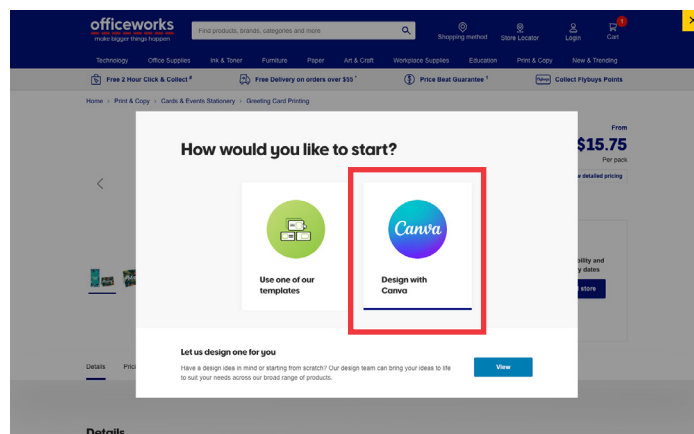 officeworks
make bigger things happen
Find products, brands, categories and more
Shopping method
Store Locator
Login
1
Cart
Technology Office Supplies Ink & Toner Furniture Paper Art & Craft Workplace Supplies Education Print & Copy New & Trending
Free 2 Hour Click & Collect
Free Delivery on orders over $55
Price Beat Guarantee
Collect Flybuys Points
Home > Print & Copy > Cards & Events Stationery > Greeting Card Printing
From
$15.75
Per pack
detailed pricing
How would you like to start?
Canva
Use one of our
templates
Design with
Canva
and
dates
store
Let us design one for you
Have a design idea in mind or starting from scratch? Our design team can bring your ideas to life
to suit your needs across our broad range of products.
View
Details
Details